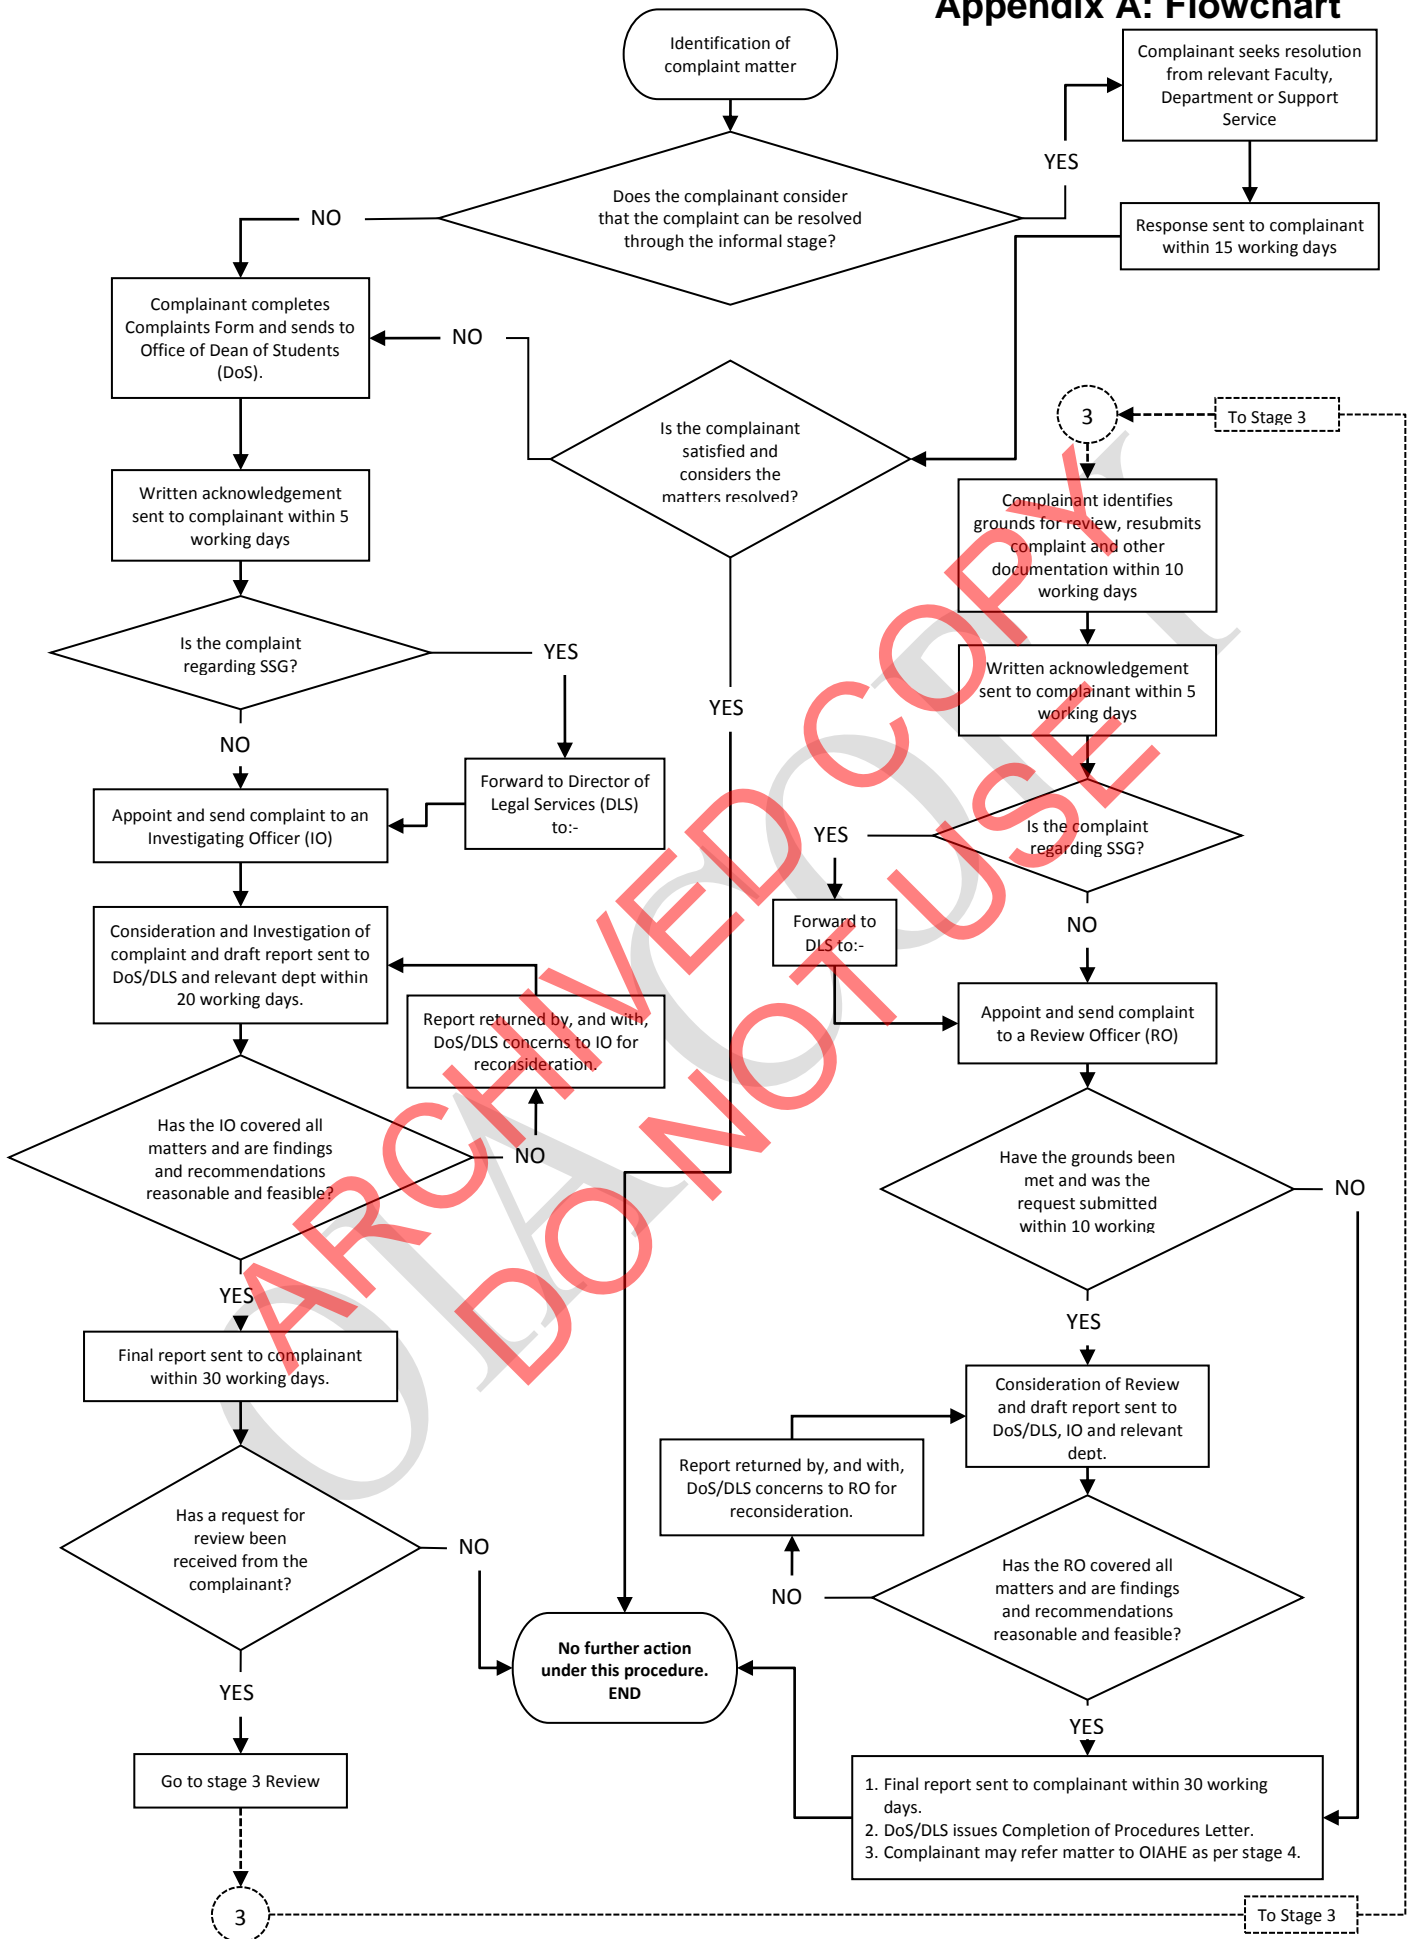 Appendix A: Flowchart
Identification of
complaint matter
Complainant seeks resolution
from relevant Faculty,
Department or Support
Service
YES
Does the complainant consider
that the complaint can be resolved
through the informal stage?
NO
Response sent to complainant
within 15 working days
Complainant completes
Complaints Form and sends to
Office of Dean of Students
(DoS).
NO
Is the complainant
satisfied and
considers the
matters resolved?
YES
3
To Stage 3
Written acknowledgement
sent to complainant within 5
working days
Complainant identifies
grounds for review, resubmits
complaint and other
documentation within 10
working days
Is the complaint
regarding SSG?
YES
NO
Written acknowledgement
sent to complainant within 5
working days
Forward to Director of
Legal Services (DLS)
to:-
Appoint and send complaint to an
Investigating Officer (IO)
Is the complaint
regarding SSG?
YES
NO
Forward to
DLS to:-
Consideration and Investigation of
complaint and draft report sent to
DoS/DLS and relevant dept within
20 working days.
Report returned by, and with,
DoS/DLS concerns to IO for
reconsideration.
Appoint and send complaint
to a Review Officer (RO)
Has the IO covered all
matters and are findings
and recommendations
reasonable and feasible?
NO
YES
Have the grounds been
met and was the
request submitted
within 10 working
NO
YES
Final report sent to complainant
within 30 working days.
Consideration of Review
and draft report sent to
DoS/DLS, IO and relevant
dept.
Report returned by, and with,
DoS/DLS concerns to RO for
reconsideration.
Has a request for
review been
received from the
complainant?
NO
YES
Has the RO covered all
matters and are findings
and recommendations
reasonable and feasible?
NO
YES
No further action
under this procedure.
END
Go to stage 3 Review
1. Final report sent to complainant within 30 working
days.
2. DoS/DLS issues Completion of Procedures Letter.
3. Complainant may refer matter to OIAHE as per stage 4.
3
To Stage 3
ARCHIVED COPY
DO NOT USE